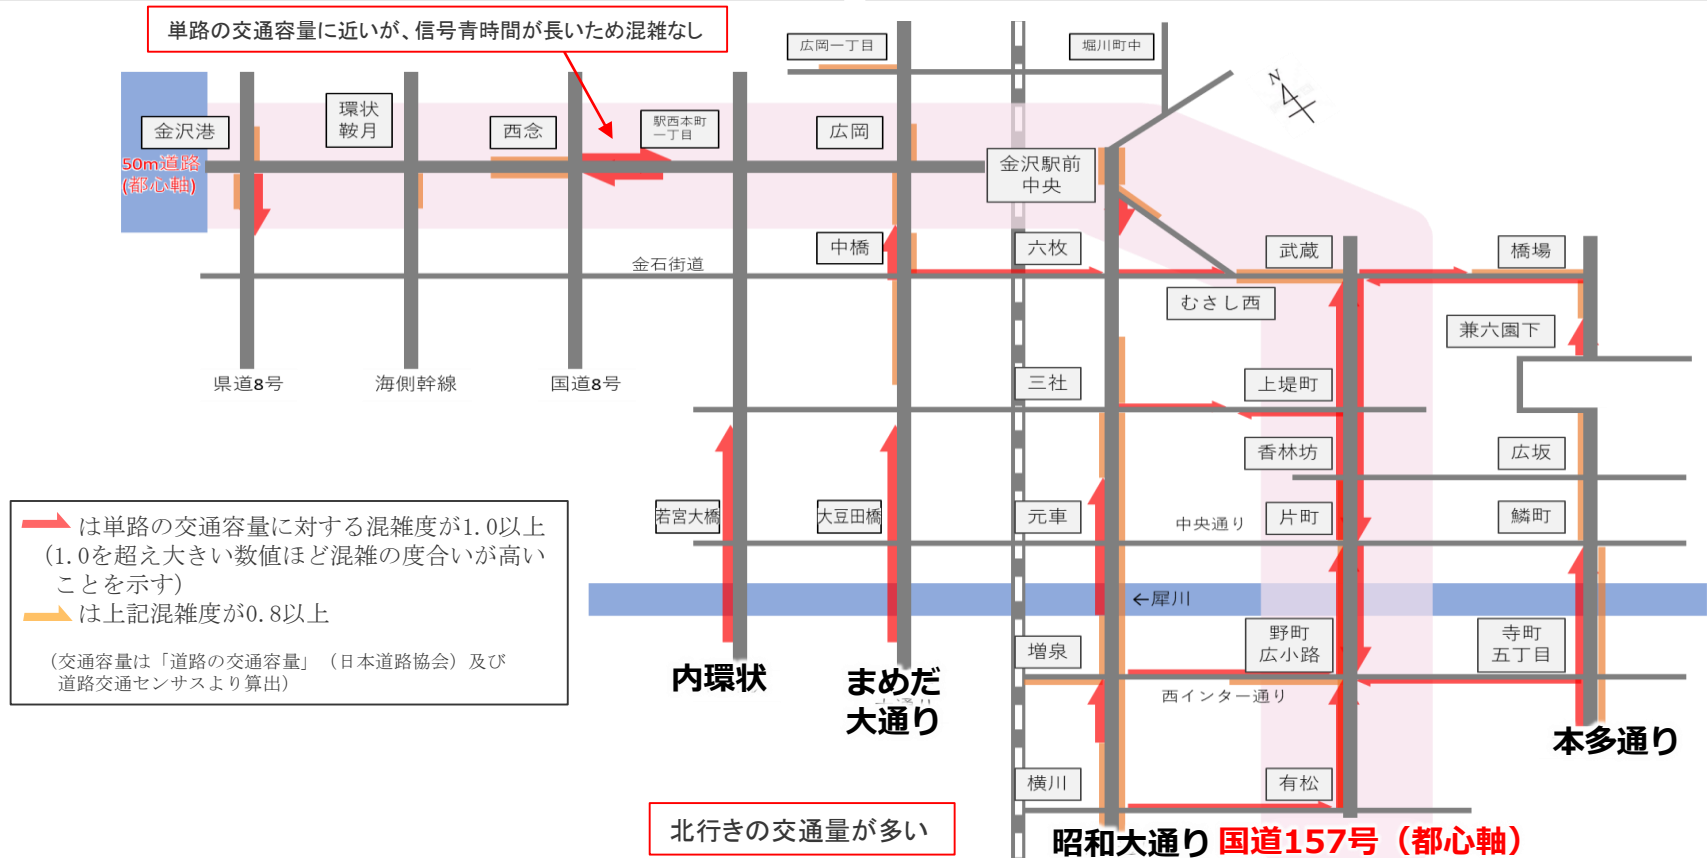 単路の交通容量に近いが、信号青時間が長いため混雑なし
広岡一丁目
堀川町中
N
金沢港
環状
鞍月
西念
駅西本町
一丁目
広岡
金沢駅前
中央
50m道路
(都心軸)
中橋
六枚
武蔵
橋場
金石街道
むさし西
兼六園下
県道8号
海側幹線
国道8号
三社
上堤町
香林坊
広坂
若宮大橋
大豆田橋
元車
中央通り
片町
鱗町
は単路の交通容量に対する混雑度が1.0以上
(1.0を超え大きい数値ほど混雑の度合いが高い
ことを示す)
は上記混雑度が0.8以上
(交通容量は「道路の交通容量」(日本道路協会)及び
道路交通センサスより算出)
←犀川
増泉
野町
広小路
寺町
五丁目
内環状
まめだ
大通り
西インター通り
本多通り
横川
有松
北行きの交通量が多い
昭和大通り
国道157号（都心軸）